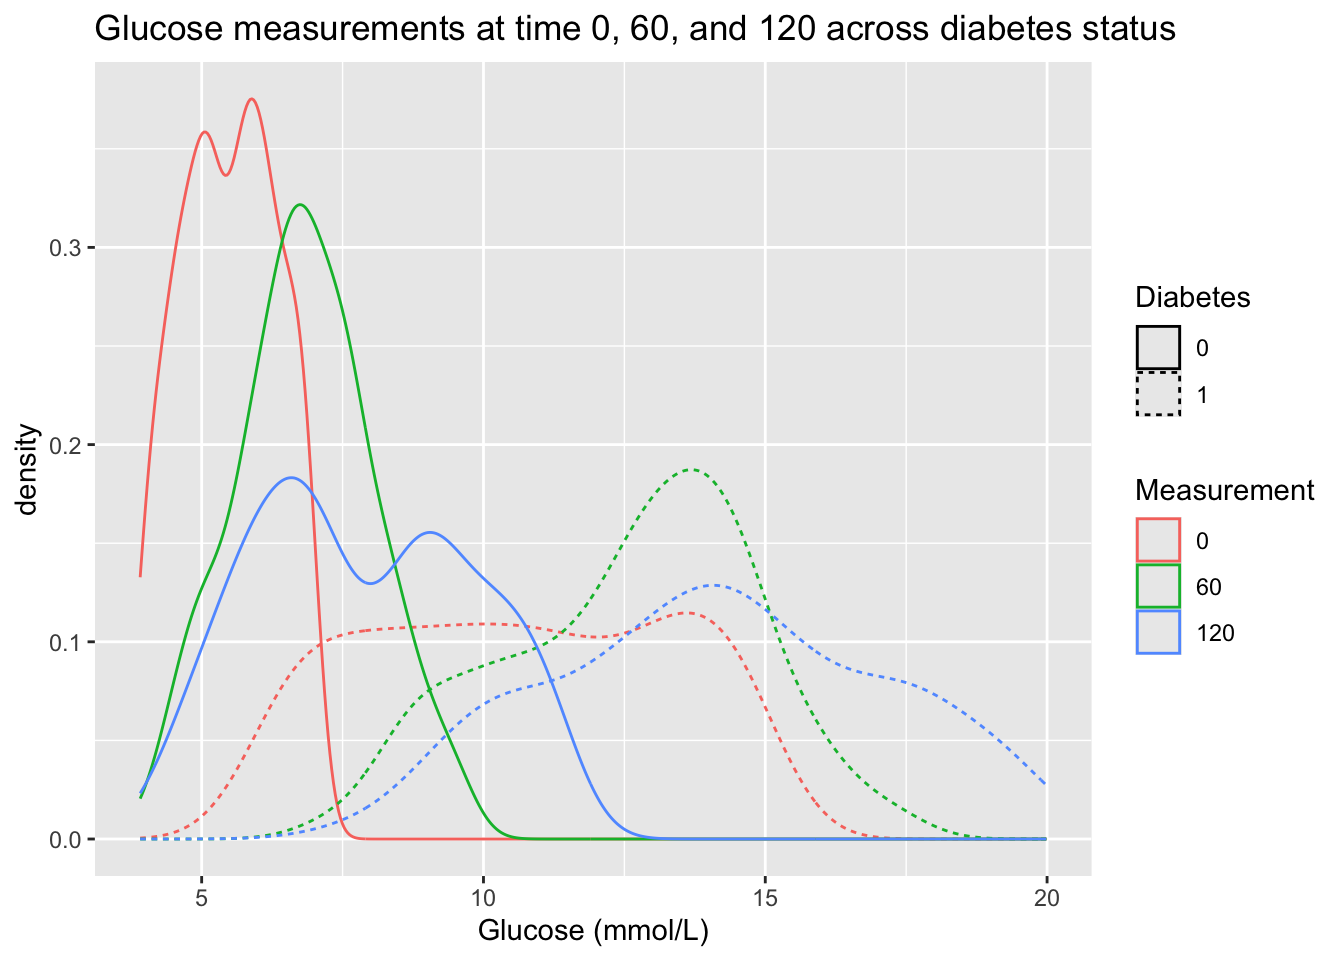 Glucose measurements at time 0, 60, and 120 across diabetes status
density
0.3
0.2
0.1
0.0
5
10
15
20
Glucose (mmol/L)
Diabetes
0
1
Measurement
0
60
120